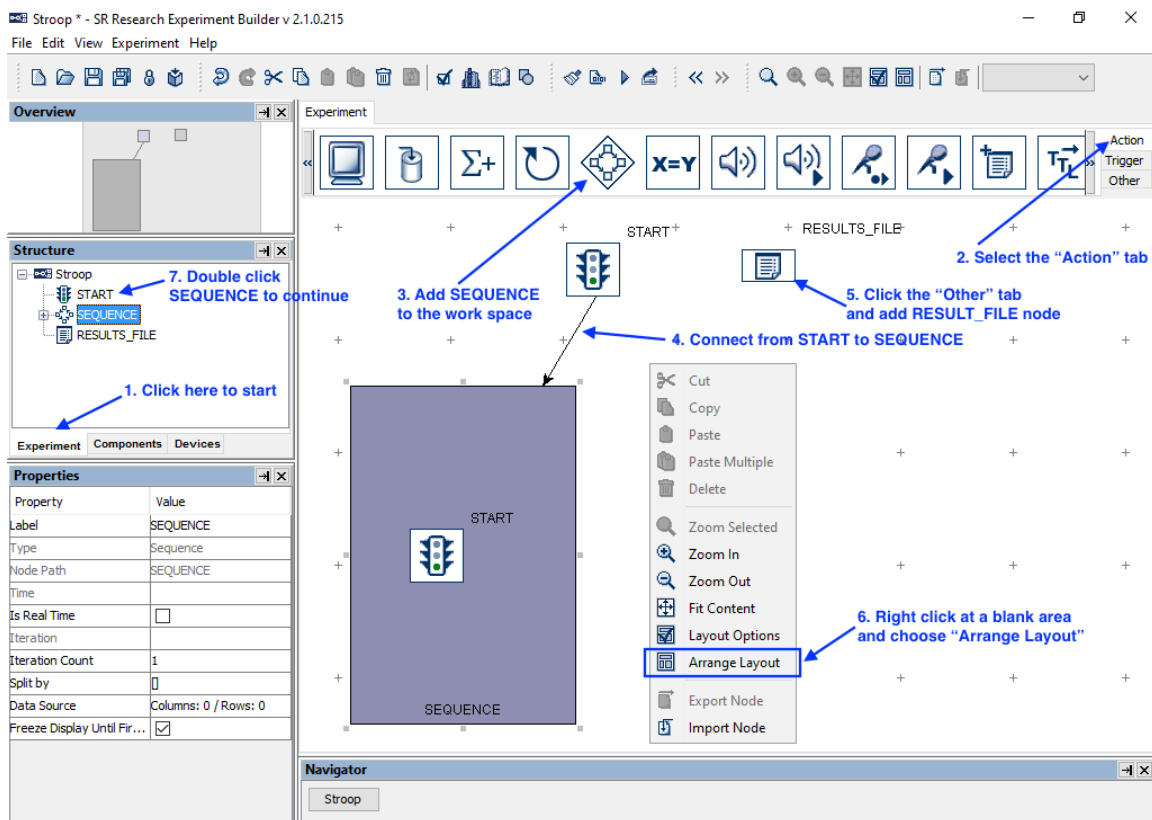 Stroop * - SR Research Experiment Builder v 2.1.0.215
File Edit View Experiment Help
Overview
Experiment
Σ+
X=Y
TTL
Action
Trigger
Other
START
RESULTS_FILE
2. Select the “Action” tab
Structure
Stroop
START
SEQUENCE
RESULTS_FILE
7. Double click
SEQUENCE to continue
3. Add SEQUENCE
to the work space
5. Click the “Other” tab
and add RESULT_FILE node
4. Connect from START to SEQUENCE
1. Click here to start
Experiment Components Devices
Properties
Property Value
Label SEQUENCE
Type Sequence
Node Path SEQUENCE
Time
Is Real Time
Iteration
Iteration Count 1
Split by []
Data Source Columns: 0 / Rows: 0
Freeze Display Until Fir...
START
SEQUENCE
Cut
Copy
Paste
Paste Multiple
Delete
Zoom Selected
Zoom In
Zoom Out
Fit Content
Layout Options
Arrange Layout
Export Node
Import Node
6. Right click at a blank area
and choose “Arrange Layout”
Navigator
Stroop